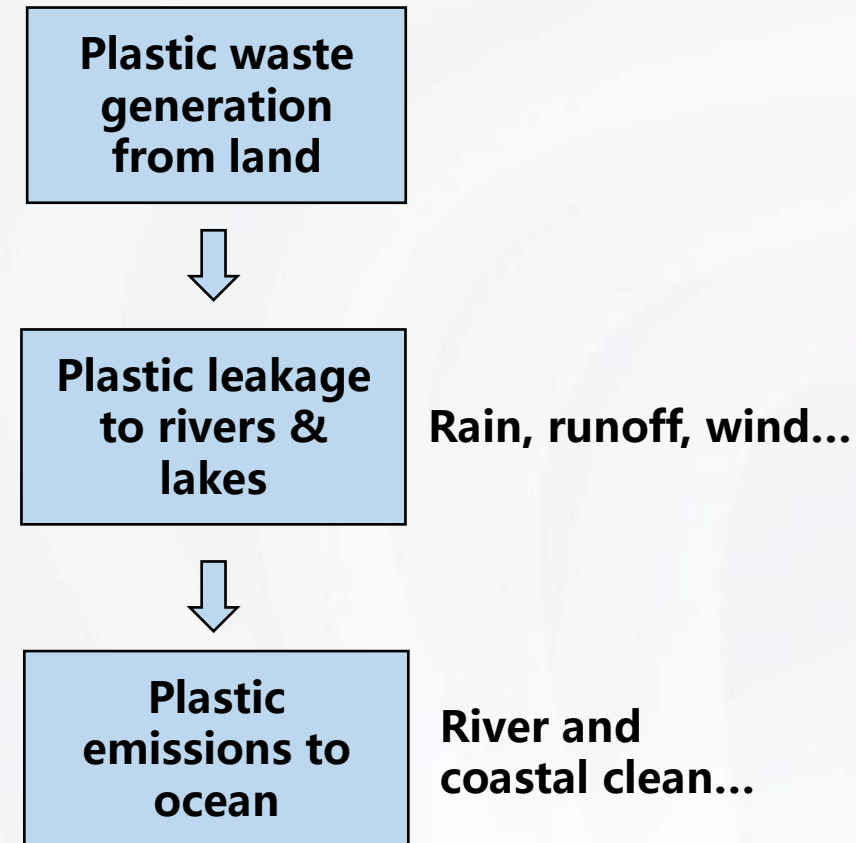 Plastic waste
generation
from land
Plastic leakage
to rivers &
lakes
Rain, runoff, wind...
Plastic
emissions to
ocean
River and
coastal clean...